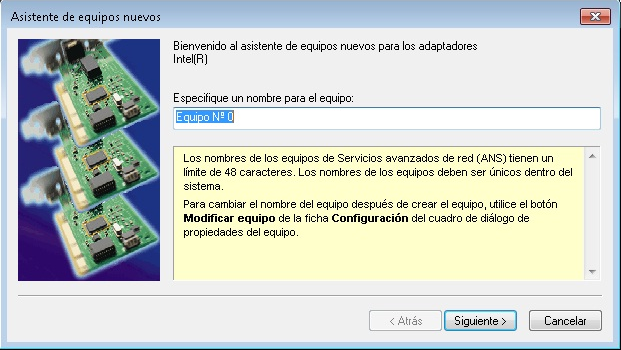 Asistente de equipos nuevos
Bienvenido al asistente de equipos nuevos para los adaptadores
Intel(R)
Especifique un nombre para el equipo:
Equipo Nº 0
Los nombres de los equipos de Servicios avanzados de red (ANS) tienen un
límite de 48 caracteres. Los nombres de los equipos deben ser únicos dentro del
sistema.
Para cambiar el nombre del equipo después de crear el equipo, utilice el botón
Modificar equipo de la ficha Configuración del cuadro de diálogo de
propiedades del equipo.
< Atrás
Siguiente >
Cancelar